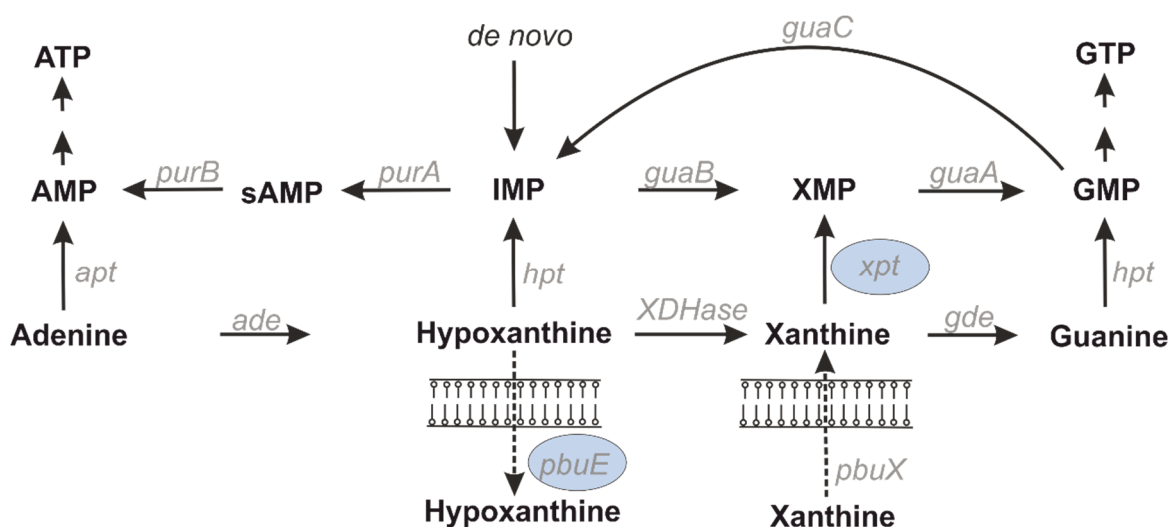 de novo
guaC
ATP
GTP
purB
purA
guaB
guaA
AMP
sAMP
IMP
XMP
GMP
apt
hpt
xpt
hpt
ade
XDHase
gde
Adenine
Hypoxanthine
Xanthine
Guanine
pbuE
pbuX
Hypoxanthine
Xanthine